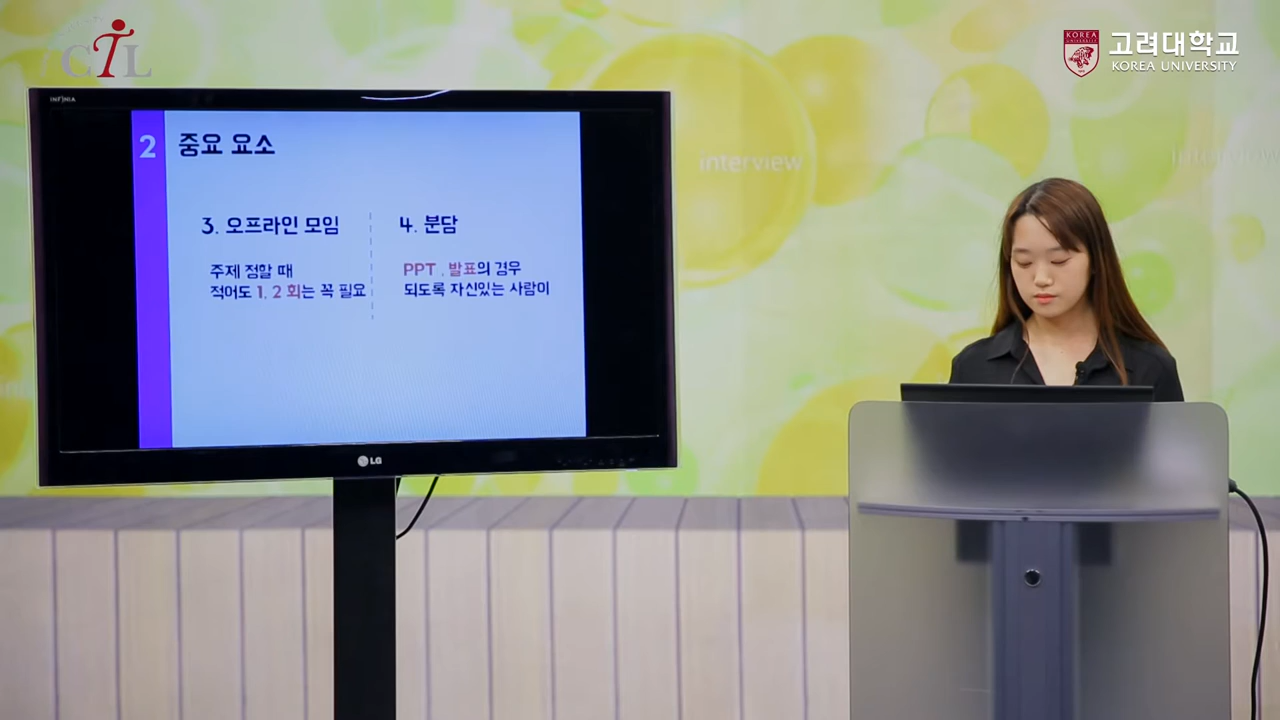 CTL
KOREA
고려대학교
KOREA UNIVERSITY
INFINIA
2 중요 요소
3. 오프라인 모임
주제 정할 때
적어도 1, 2 회는 꼭 필요
4. 분담
PPT , 발표의 경우
되도록 자신있는 사람이
interview
interview
LG